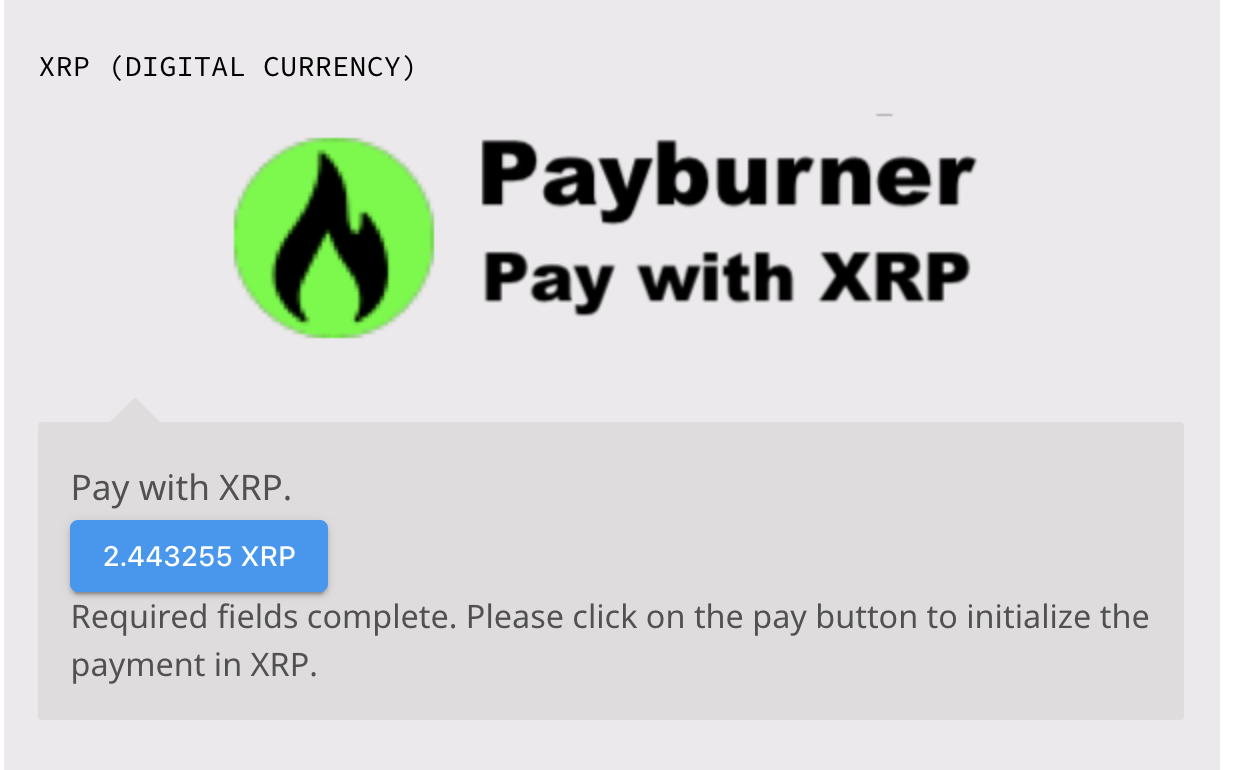 XRP (DIGITAL CURRENCY)
Payburner
Pay with XRP
Pay with XRP.
2.443255 XRP
Required fields complete. Please click on the pay button to initialize the
payment in XRP.